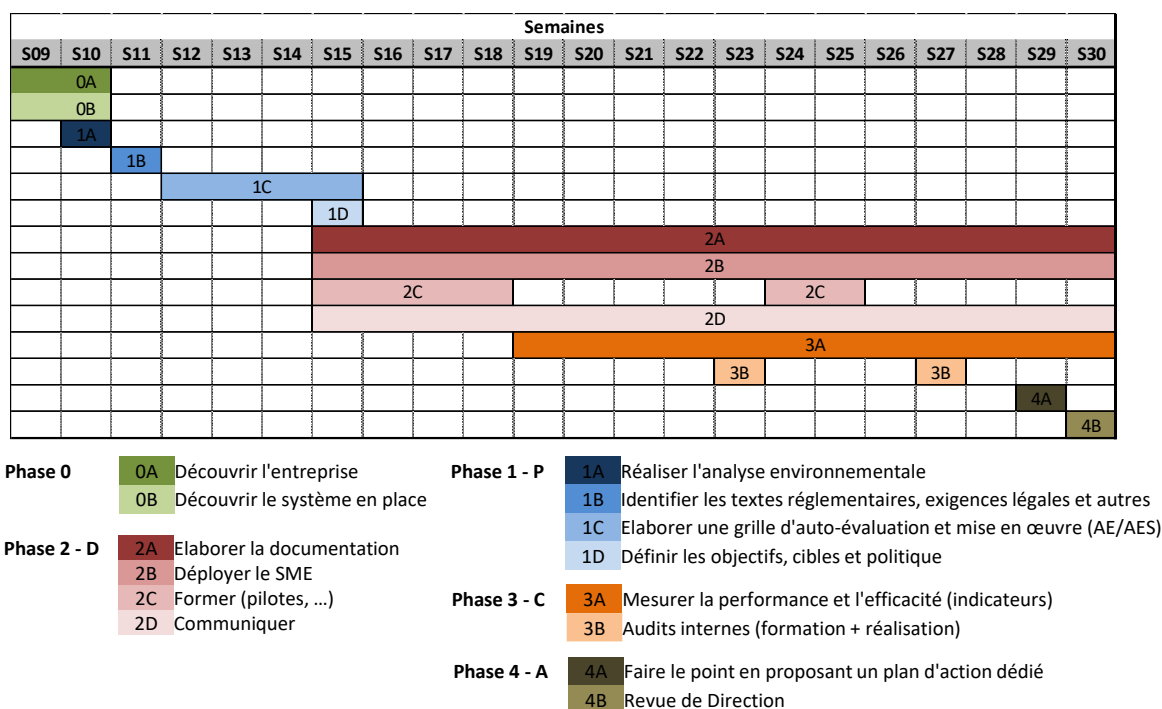 Semaines
S09 S10 S11 S12 S13 S14 S15 S16 S17 S18 S19 S20 S21 S22 S23 S24 S25 S26 S27 S28 S29 S30
0A
0B
1A
1B
1C
1D
2A
2B
2C 2C
2D
3A
3B 3B
4A
4B
Phase 0
0A Découvrir l'entreprise
0B Découvrir le système en place
Phase 1 - P
1A Réaliser l'analyse environnementale
1B Identifier les textes réglementaires, exigences légales et autres
1C Elaborer une grille d'auto-évaluation et mise en œuvre (AE/AES)
1D Définir les objectifs, cibles et politique
Phase 2 - D
2A Elaborer la documentation
2B Déployer le SME
2C Former (pilotes, ...)
2D Communiquer
Phase 3 - C
3A Mesurer la performance et l'efficacité (indicateurs)
3B Audits internes (formation + réalisation)
Phase 4 - A
4A Faire le point en proposant un plan d'action dédié
4B Revue de Direction